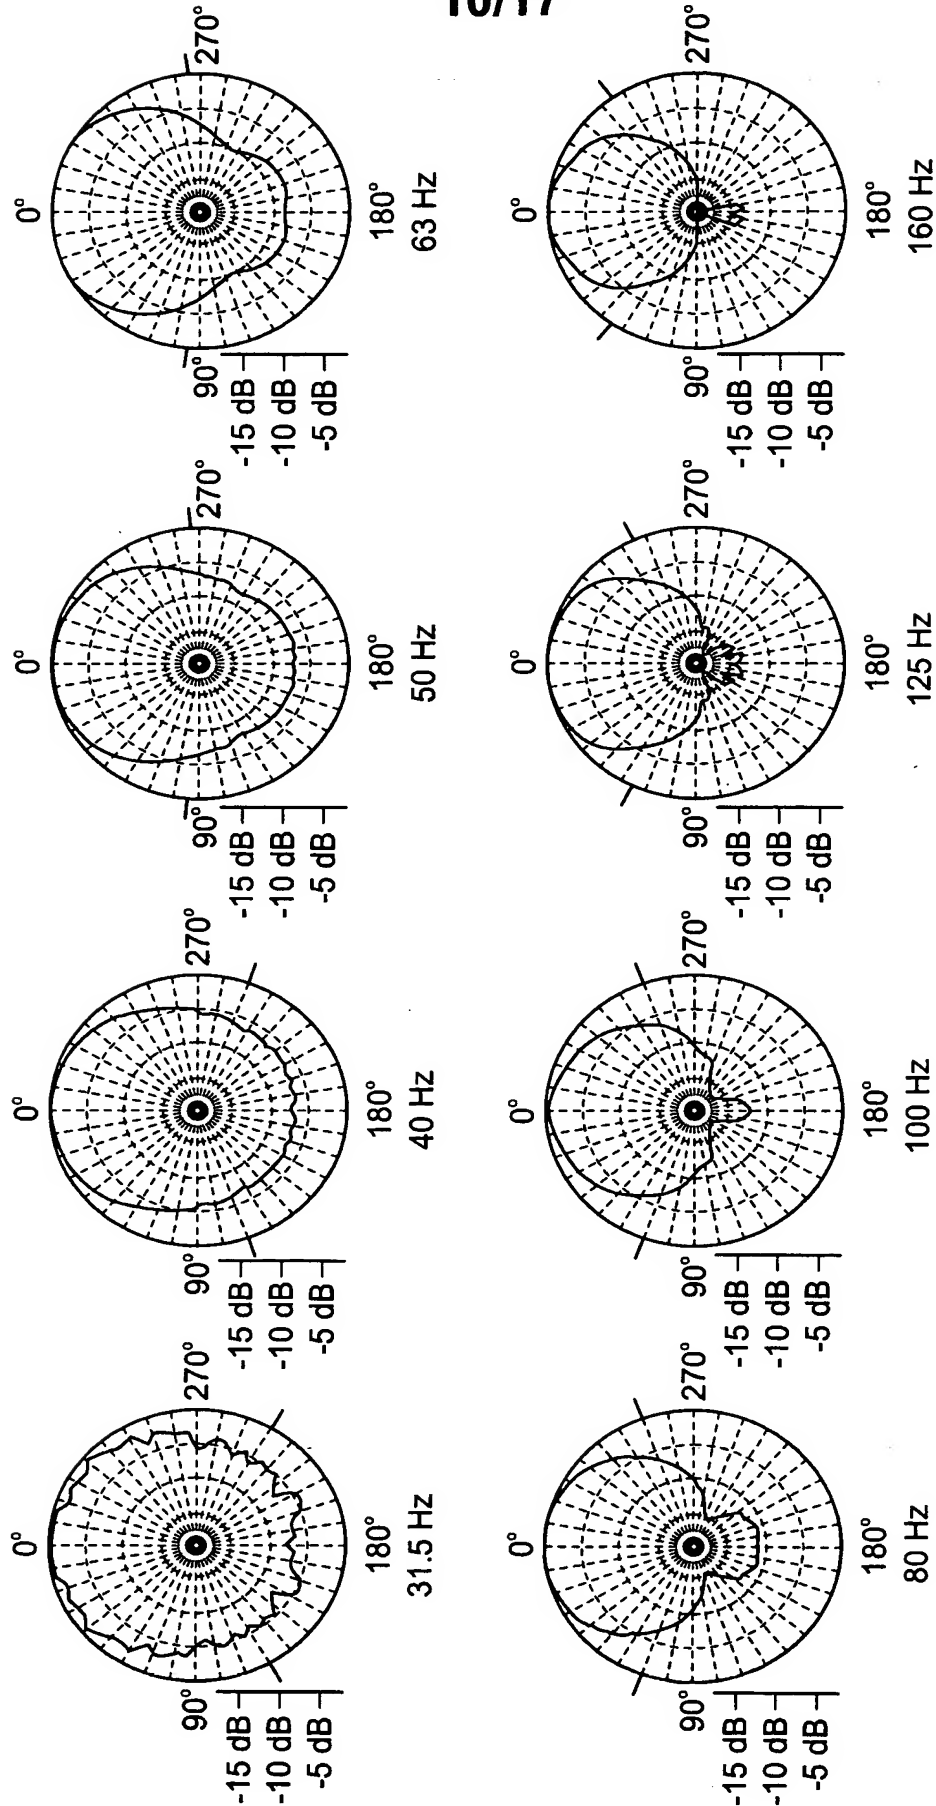 16/17
0°
270°
90°
-15 dB
-10 dB
-5 dB
180°
63 Hz
0°
270°
90°
-15 dB
-10 dB
-5 dB
180°
160 Hz
0°
270°
90°
-15 dB
-10 dB
-5 dB
180°
50 Hz
0°
270°
90°
-15 dB
-10 dB
-5 dB
180°
125 Hz
0°
270°
90°
-15 dB
-10 dB
-5 dB
180°
40 Hz
0°
270°
90°
-15 dB
-10 dB
-5 dB
180°
100 Hz
0°
270°
90°
-15 dB
-10 dB
-5 dB
180°
31.5 Hz
0°
270°
90°
-15 dB
-10 dB
-5 dB
180°
80 Hz